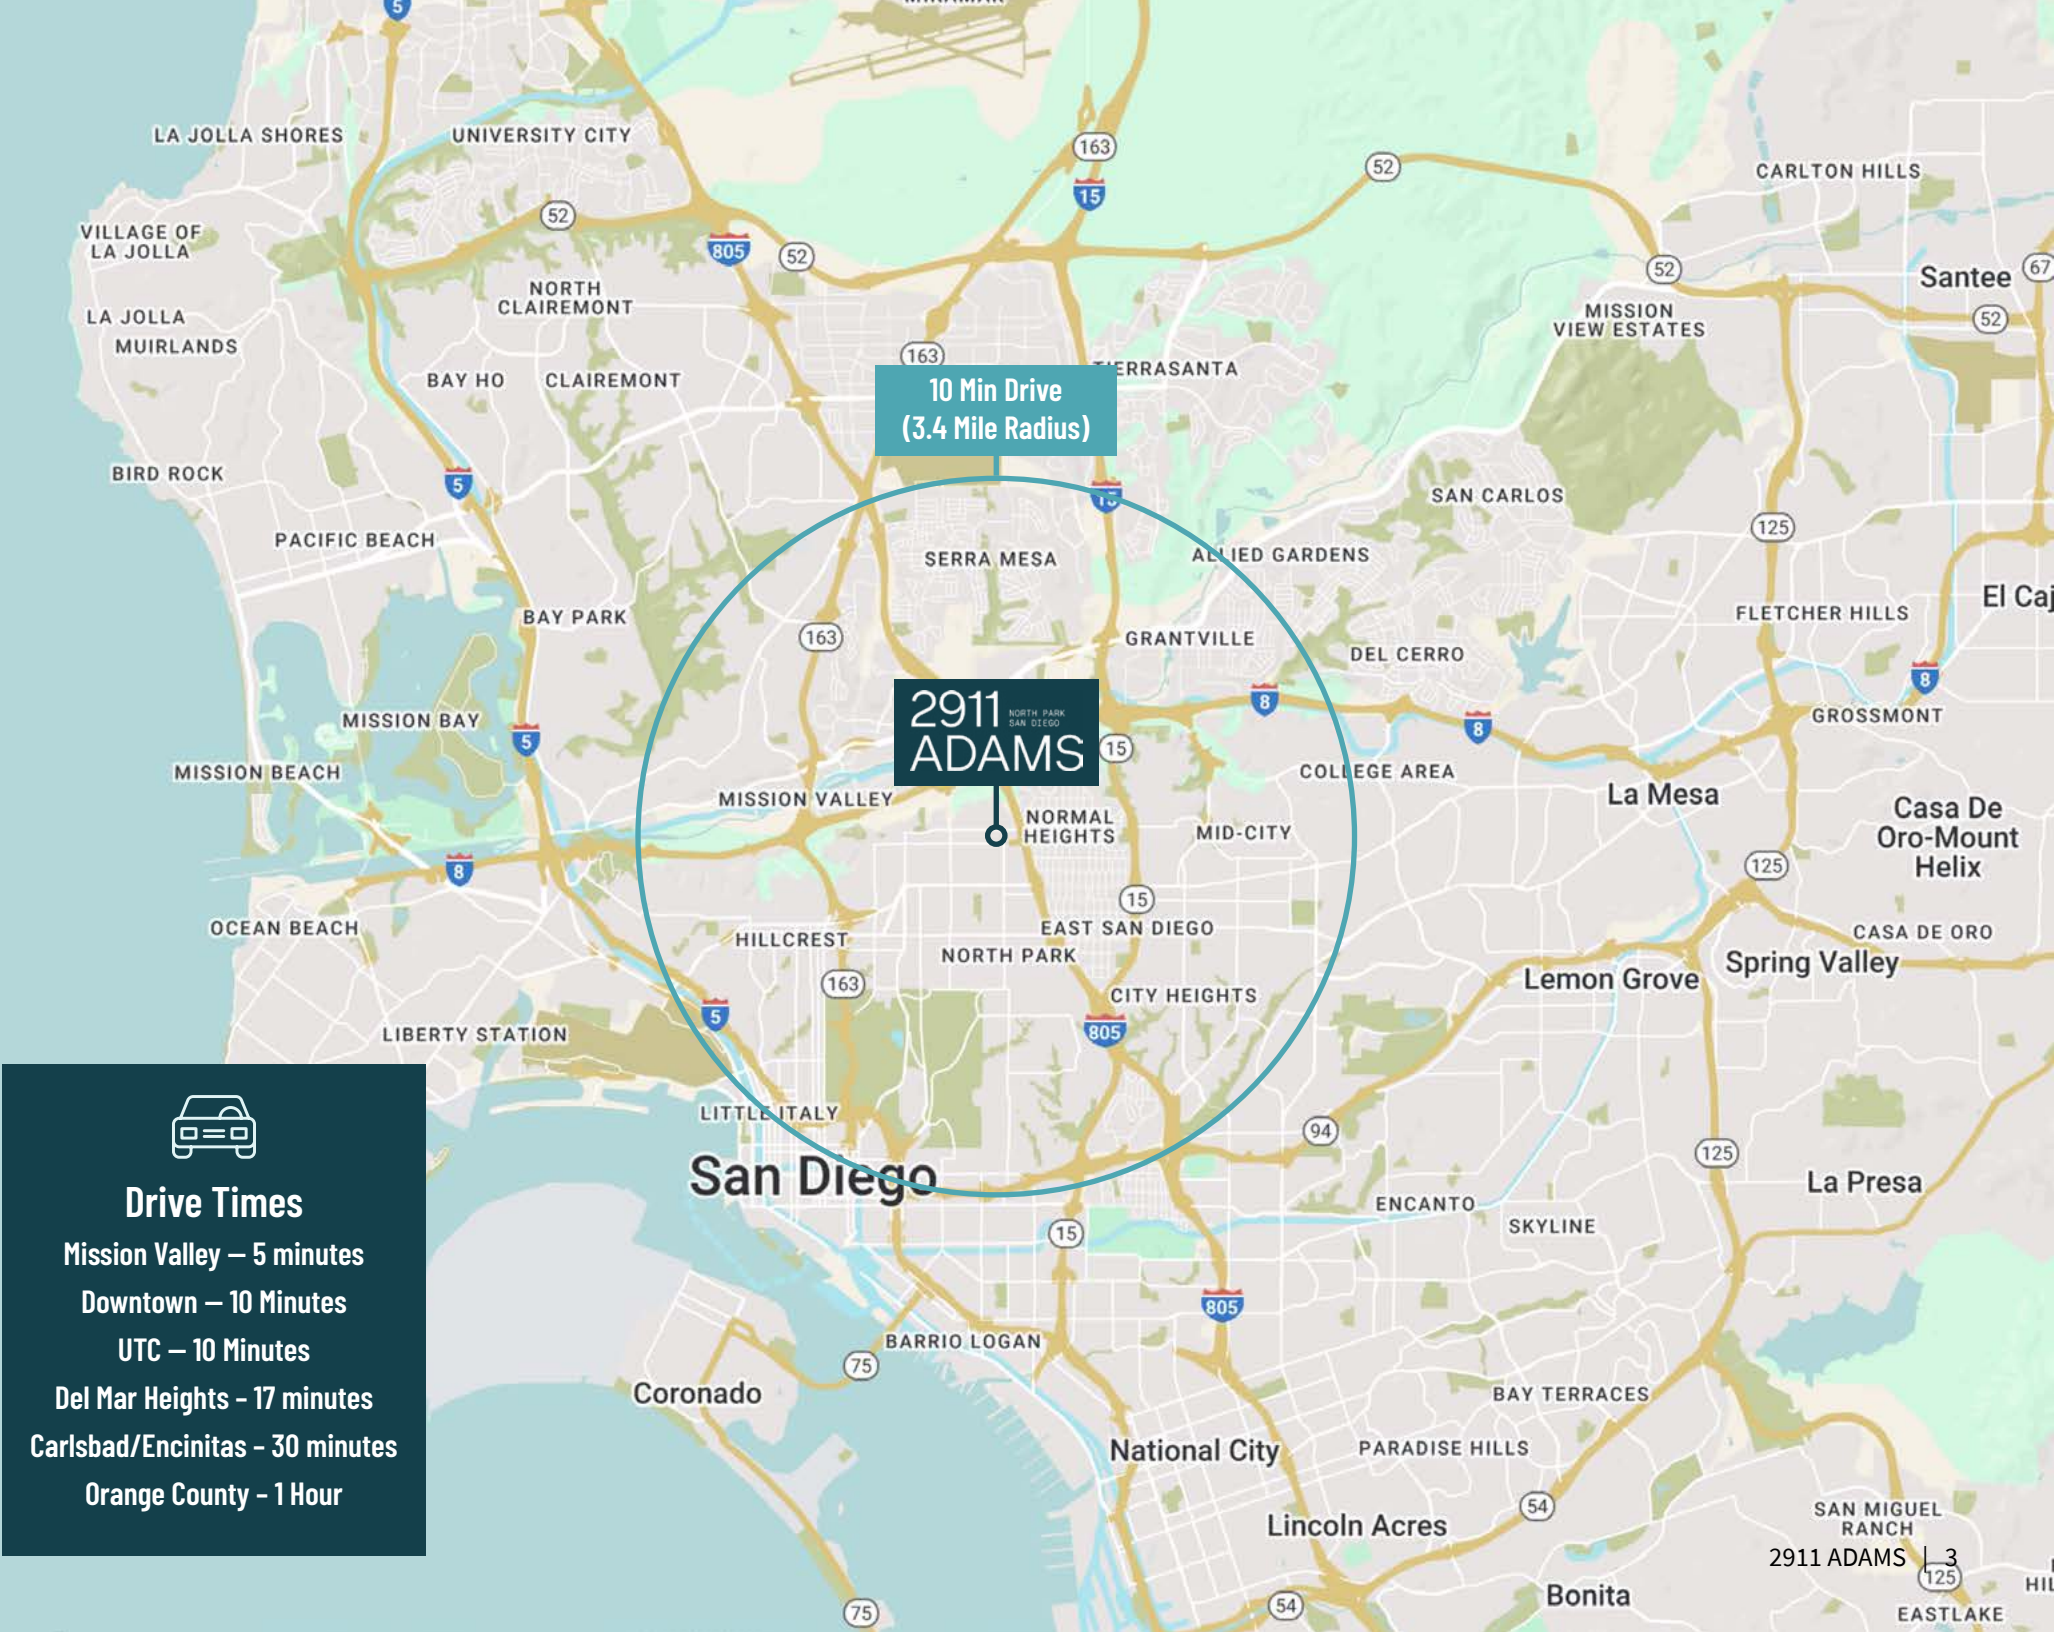 MIRAMAR
5
LA JOLLA SHORES
UNIVERSITY CITY
163
52
CARLTON HILLS
15
52
VILLAGE OF
LA JOLLA
805
52
52
Santee
67
NORTH
CLAIREMONT
LA JOLLA
MUIRLANDS
MISSION
VIEW ESTATES
52
163
TIERRASANTA
BAY HO
CLAIREMONT
10 Min Drive
(3.4 Mile Radius)
BIRD ROCK
5
15
SAN CARLOS
125
PACIFIC BEACH
SERRA MESA
ALLIED GARDENS
El Caj
BAY PARK
FLETCHER HILLS
163
GRANTVILLE
DEL CERRO
8
8
8
MISSION BAY
5
2911 NORTH PARK
SAN DIEGO
ADAMS
15
GROSSMONT
MISSION BEACH
COLLEGE AREA
MISSION VALLEY
La Mesa
NORMAL
HEIGHTS
MID-CITY
Casa De
Oro-Mount
Helix
8
125
15
OCEAN BEACH
HILLCREST
EAST SAN DIEGO
CASA DE ORO
NORTH PARK
Lemon Grove
Spring Valley
163
CITY HEIGHTS
5
805
LIBERTY STATION
LITTLE ITALY
94
125
San Diego
La Presa
ENCANTO
15
SKYLINE
805
BARRIO LOGAN
75
Coronado
BAY TERRACES
National City
PARADISE HILLS
54
Lincoln Acres
SAN MIGUEL
RANCH
125
Bonita
54
75
EASTLAKE
HIL
Drive Times
Mission Valley – 5 minutes
Downtown – 10 Minutes
UTC – 10 Minutes
Del Mar Heights - 17 minutes
Carlsbad/Encinitas - 30 minutes
Orange County - 1 Hour
2911 ADAMS | 3